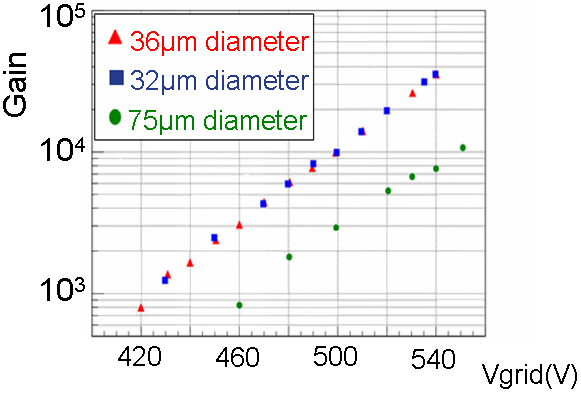 10⁵
36µm diameter
32µm diameter
75µm diameter
Gain
10⁴
10³
420 460 500 540
Vgrid(V)